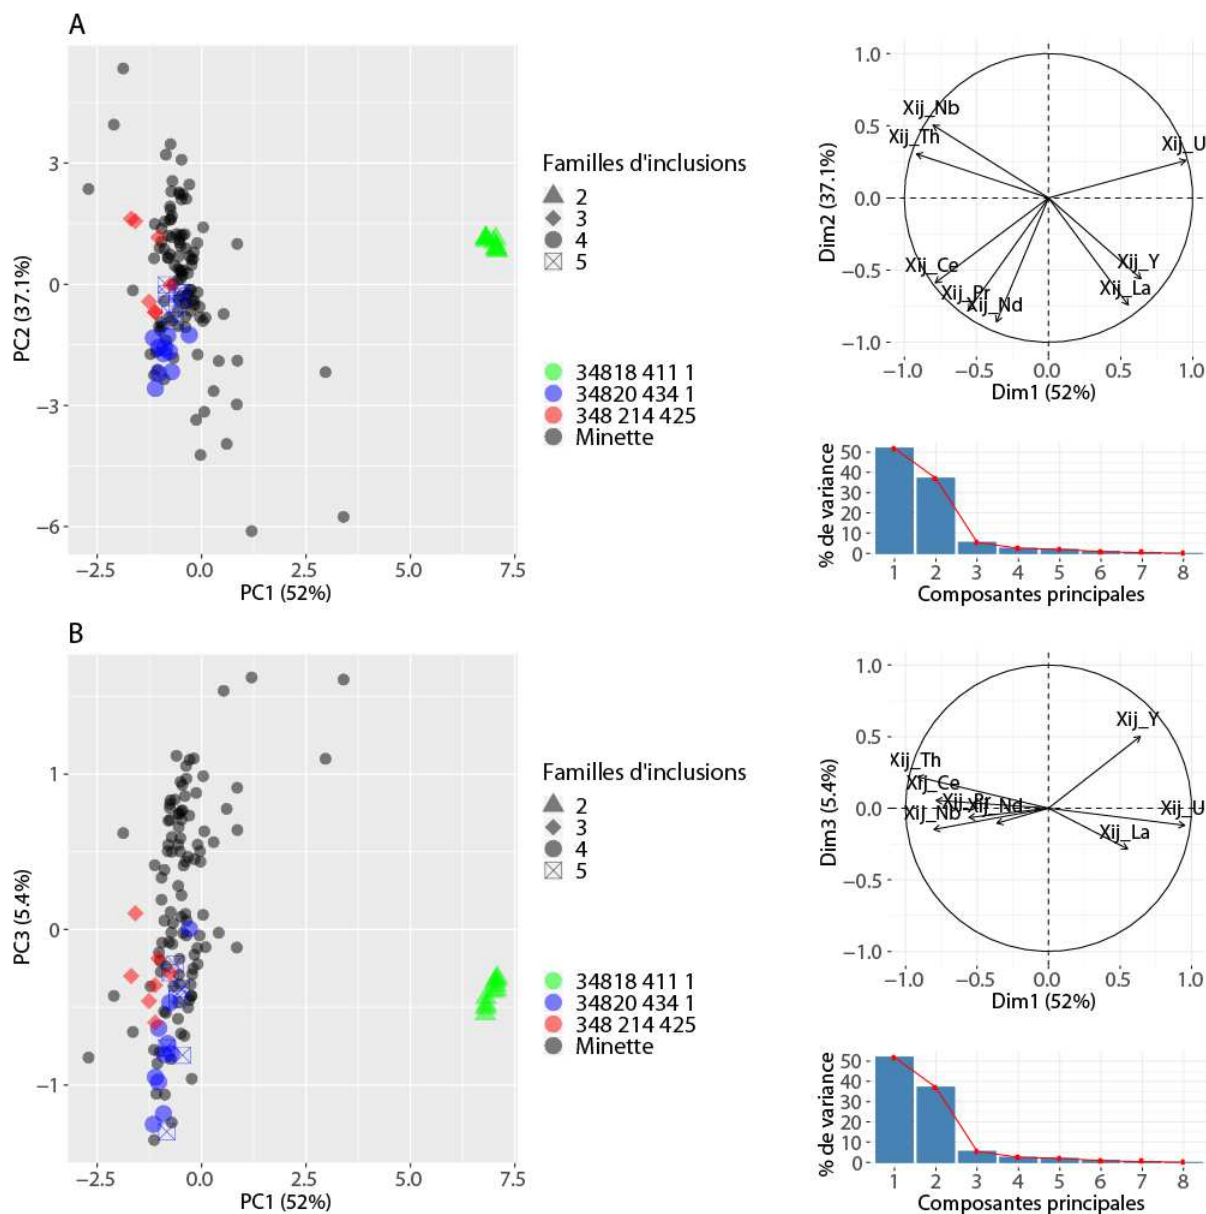 A
3
0
−3
−6
PC2 (37.1%)
−2.5
0.0
2.5
5.0
7.5
PC1 (52%)
Familles d'inclusions
2
3
4
5
34818 411 1
34820 434 1
348 214 425
Minette
1.0
0.5
0.0
−0.5
−1.0
Dim2 (37.1%)
Xij_Nb
Xij_Th
Xij_U
Xij_Ce
Xij_Pr
Xij_Nd
Xij_Y
Xij_La
−1.0
−0.5
0.0
0.5
1.0
Dim1 (52%)
% de variance
50
40
30
20
10
0
1
2
3
4
5
6
7
8
Composantes principales
B
1
0
−1
PC3 (5.4%)
−2.5
0.0
2.5
5.0
7.5
PC1 (52%)
Familles d'inclusions
2
3
4
5
34818 411 1
34820 434 1
348 214 425
Minette
1.0
0.5
0.0
−0.5
−1.0
Dim3 (5.4%)
Xij_Y
Xij_Th
Xij_Ce
Xij_Pr
Xij_Nd
Xij_Nb
Xij_U
Xij_La
−1.0
−0.5
0.0
0.5
1.0
Dim1 (52%)
% de variance
50
40
30
20
10
0
1
2
3
4
5
6
7
8
Composantes principales